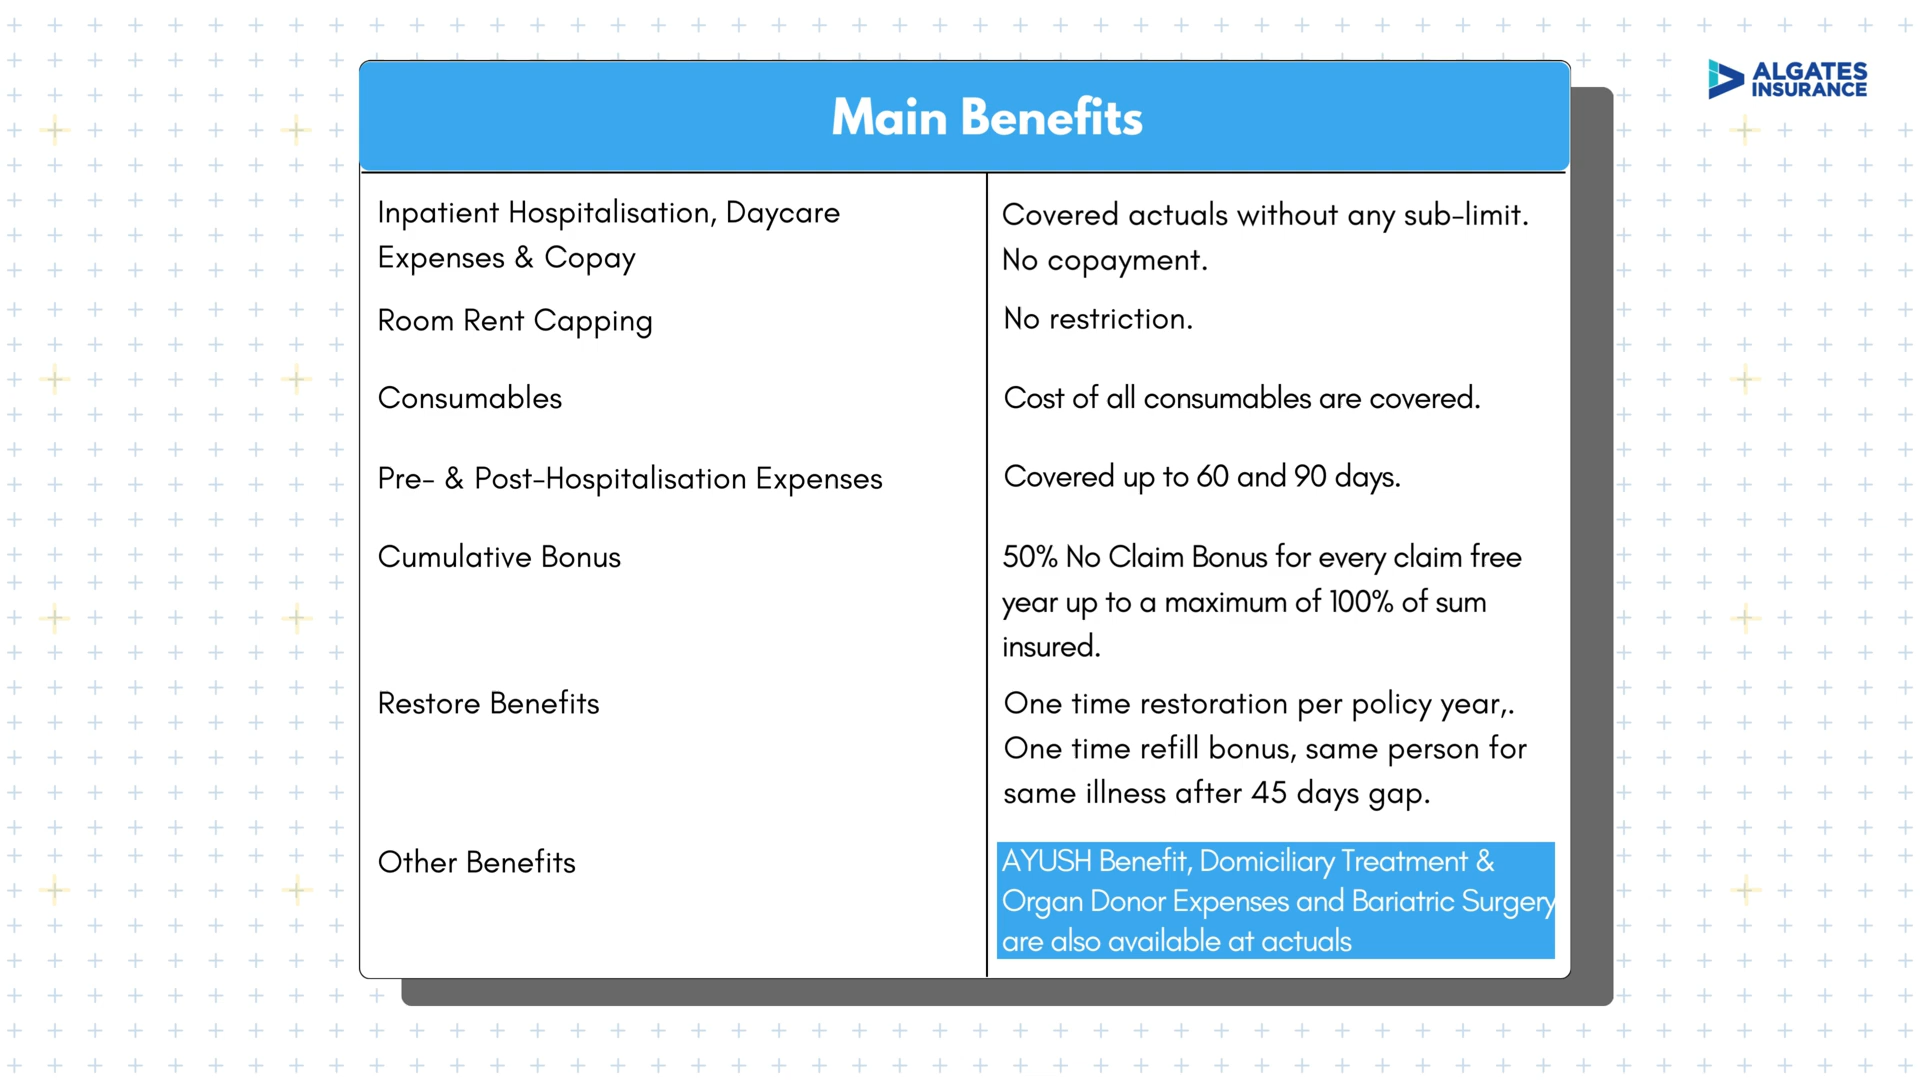 ALGATES
INSURANCE
Main Benefits
Inpatient Hospitalisation, Daycare
Expenses & Copay
Covered actuals without any sub-limit.
No copayment.
Room Rent Capping
No restriction.
Consumables
Cost of all consumables are covered.
Pre- & Post-Hospitalisation Expenses
Covered up to 60 and 90 days.
Cumulative Bonus
50% No Claim Bonus for every claim free
year up to a maximum of 100% of sum
insured.
Restore Benefits
One time restoration per policy year,.
One time refill bonus, same person for
same illness after 45 days gap.
Other Benefits
AYUSH Benefit, Domiciliary Treatment &
Organ Donor Expenses and Bariatric Surgery
are also available at actuals